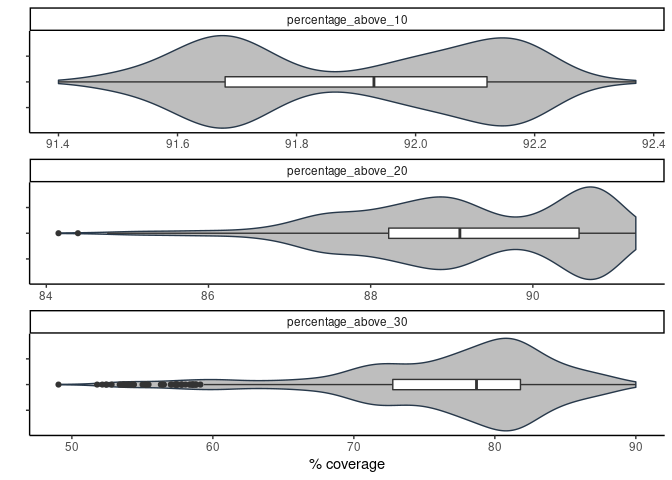 percentage_above_10
91.4 91.6 91.8 92.0 92.2 92.4
percentage_above_20
84 86 88 90
percentage_above_30
50 60 70 80 90
% coverage